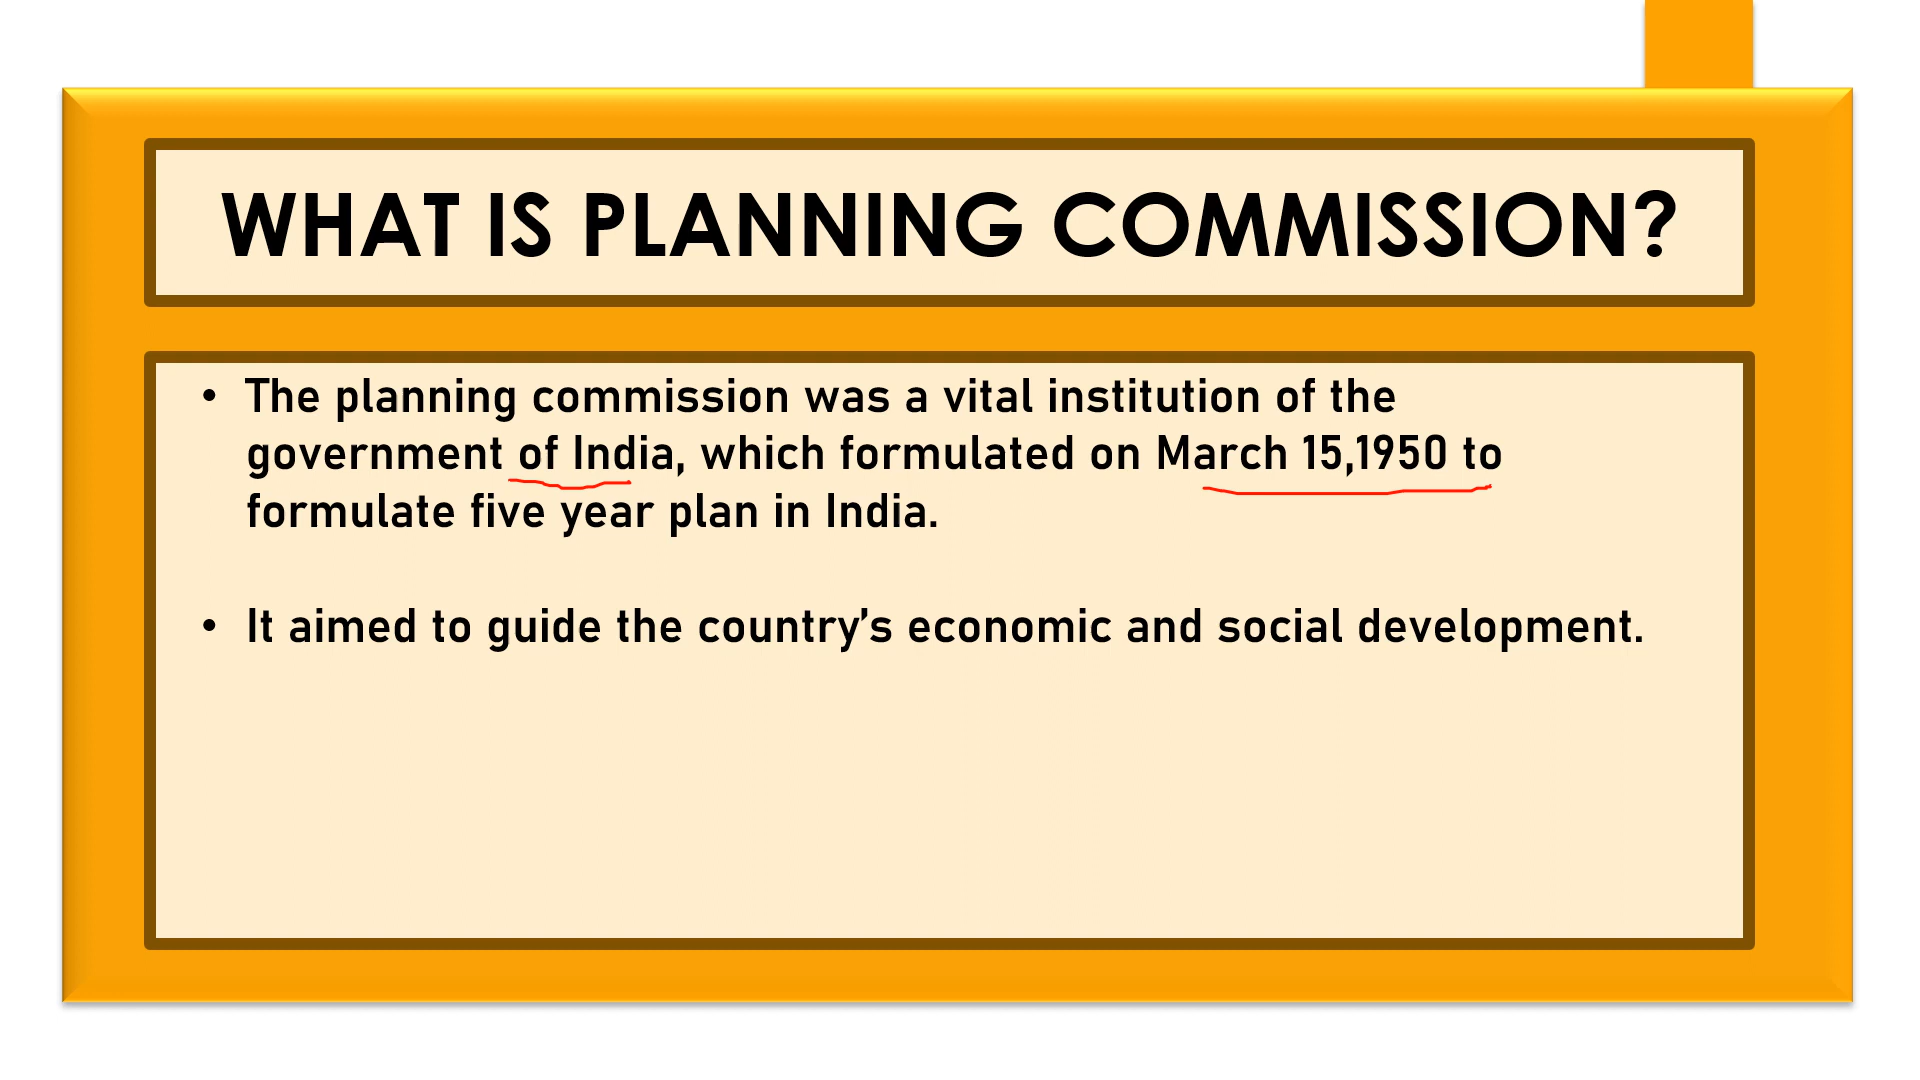 WHAT IS PLANNING COMMISSION?
• The planning commission was a vital institution of the
government of India, which formulated on March 15,1950 to
formulate five year plan in India.
• It aimed to guide the country’s economic and social development.